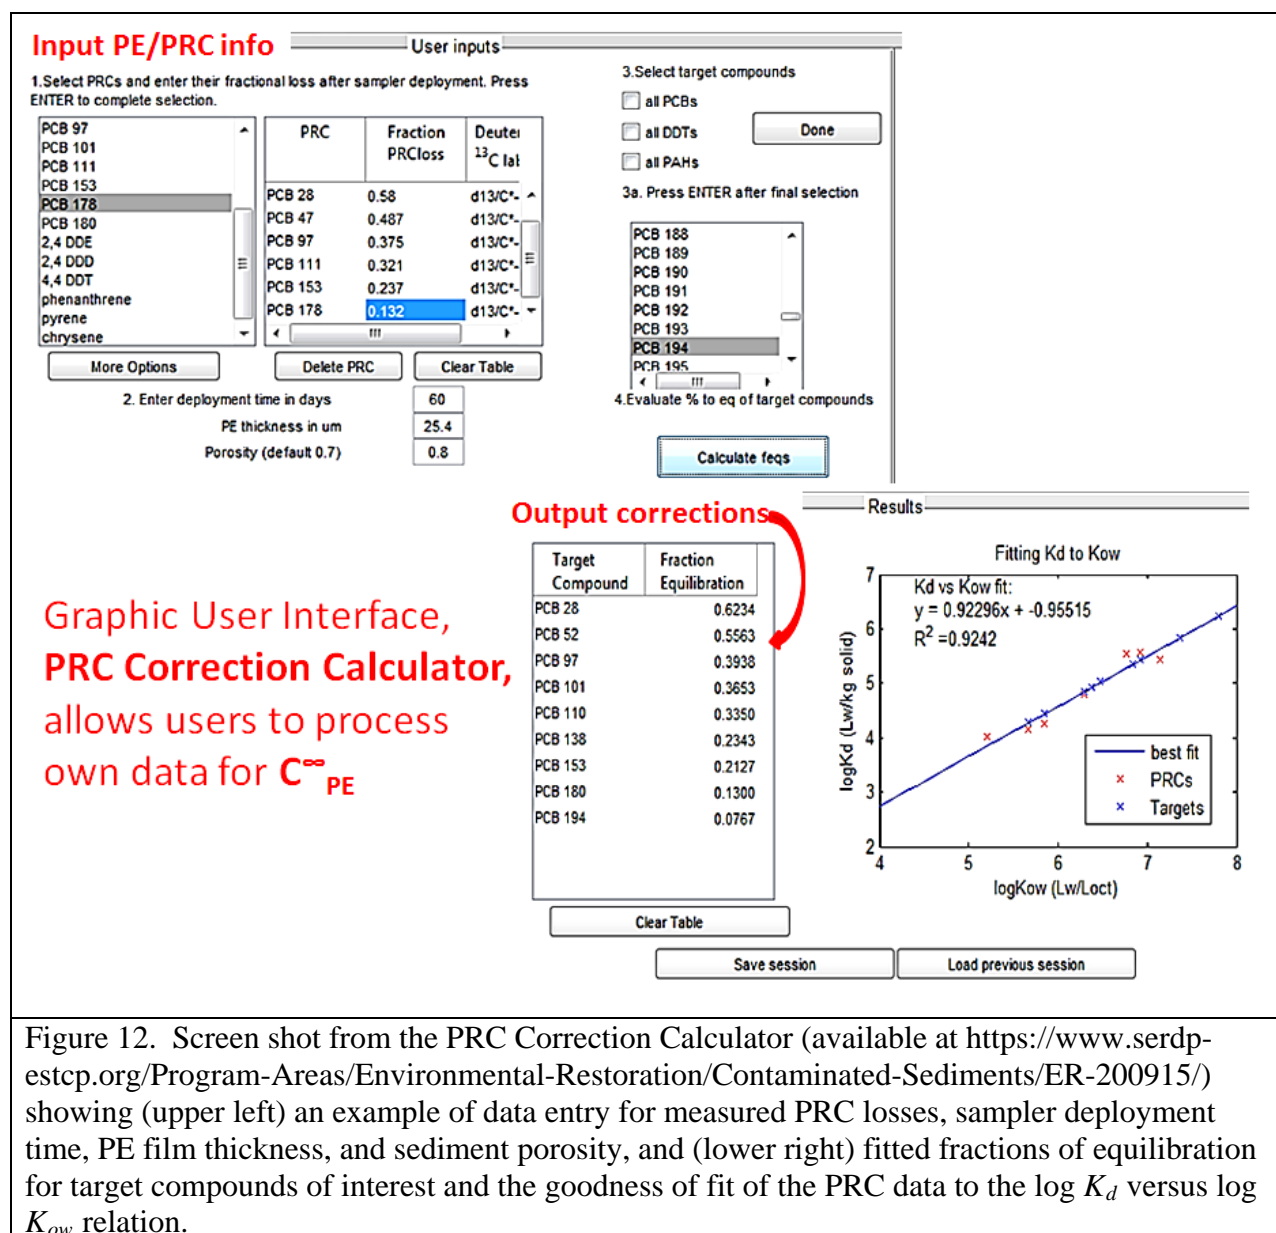 Input PE/PRC info
User inputs
1.Select PRCs and enter their fractional loss after sampler deployment. Press
ENTER to complete selection.
PCB 97
PCB 101
PCB 111
PCB 153
PCB 178
PCB 180
2,4 DDE
2,4 DDD
4,4 DDT
phenanthrene
pyrene
chrysene
PRC Fraction Deuter
PRCloss 13C lat
PCB 28 0.58 d13/C*-
PCB 47 0.487 d13/C*-
PCB 97 0.375 d13/C*-
PCB 111 0.321 d13/C*-
PCB 153 0.237 d13/C*-
PCB 178 0.132 d13/C*-
More Options
Delete PRC
Clear Table
2. Enter deployment time in days 60
PE thickness in um 25.4
Porosity (default 0.7) 0.8
3.Select target compounds
all PCBs
all DDTs
all PAHs
Done
3a. Press ENTER after final selection
PCB 188
PCB 189
PCB 190
PCB 191
PCB 192
PCB 193
PCB 194
PCB 195
4.Evaluate % to eq of target compounds
Calculate feqs
Output corrections
Graphic User Interface,
PRC Correction Calculator,
allows users to process
own data for C∞PE
Target Fraction
Compound Equilibration
PCB 28 0.6234
PCB 52 0.5563
PCB 97 0.3938
PCB 101 0.3653
PCB 110 0.3350
PCB 138 0.2343
PCB 153 0.2127
PCB 180 0.1300
PCB 194 0.0767
Clear Table
Results
Fitting Kd to Kow
Kd vs Kow fit:
y = 0.92296x + -0.95515
R2 =0.9242
7
6
5
4
3
2
logKd (Lw/kg solid)
best fit
PRCs
Targets
4 5 6 7 8
logKow (Lw/Loct)
Save session
Load previous session
Figure 12. Screen shot from the PRC Correction Calculator (available at https://www.serdp-
estcp.org/Program-Areas/Environmental-Restoration/Contaminated-Sediments/ER-200915/)
showing (upper left) an example of data entry for measured PRC losses, sampler deployment
time, PE film thickness, and sediment porosity, and (lower right) fitted fractions of equilibration
for target compounds of interest and the goodness of fit of the PRC data to the log Kd versus log
Kow relation.